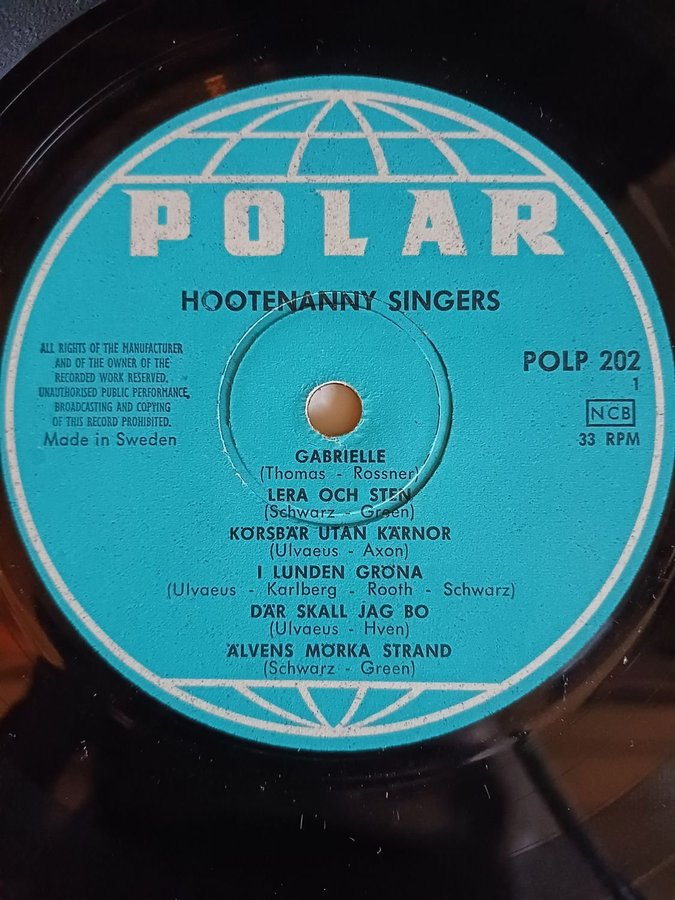 POLAR
HOOTENANNY SINGERS
ALL RIGHTS OF THE MANUFACTURER
AND OF THE OWNER OF THE
RECORDED WORK RESERVED.
UNAUTHORISED PUBLIC PERFORMANCE,
BROADCASTING AND COPYING
OF THIS RECORD PROHIBITED.
Made in Sweden
POLP 202
1
NCB
33 RPM
GABRIELLE
(Thomas - Rossner)
LERA OCH STEN
(Schwarz - Green)
KÖRSBÄR UTAN KÄRNOR
(Ulvaeus - Axon)
I LUNDEN GRÖNA
(Ulvaeus - Karlberg - Rooth - Schwarz)
DÄR SKALL JAG BO
(Ulvaeus - Hven)
ÄLVENS MÖRKA STRAND
(Schwarz - Green)